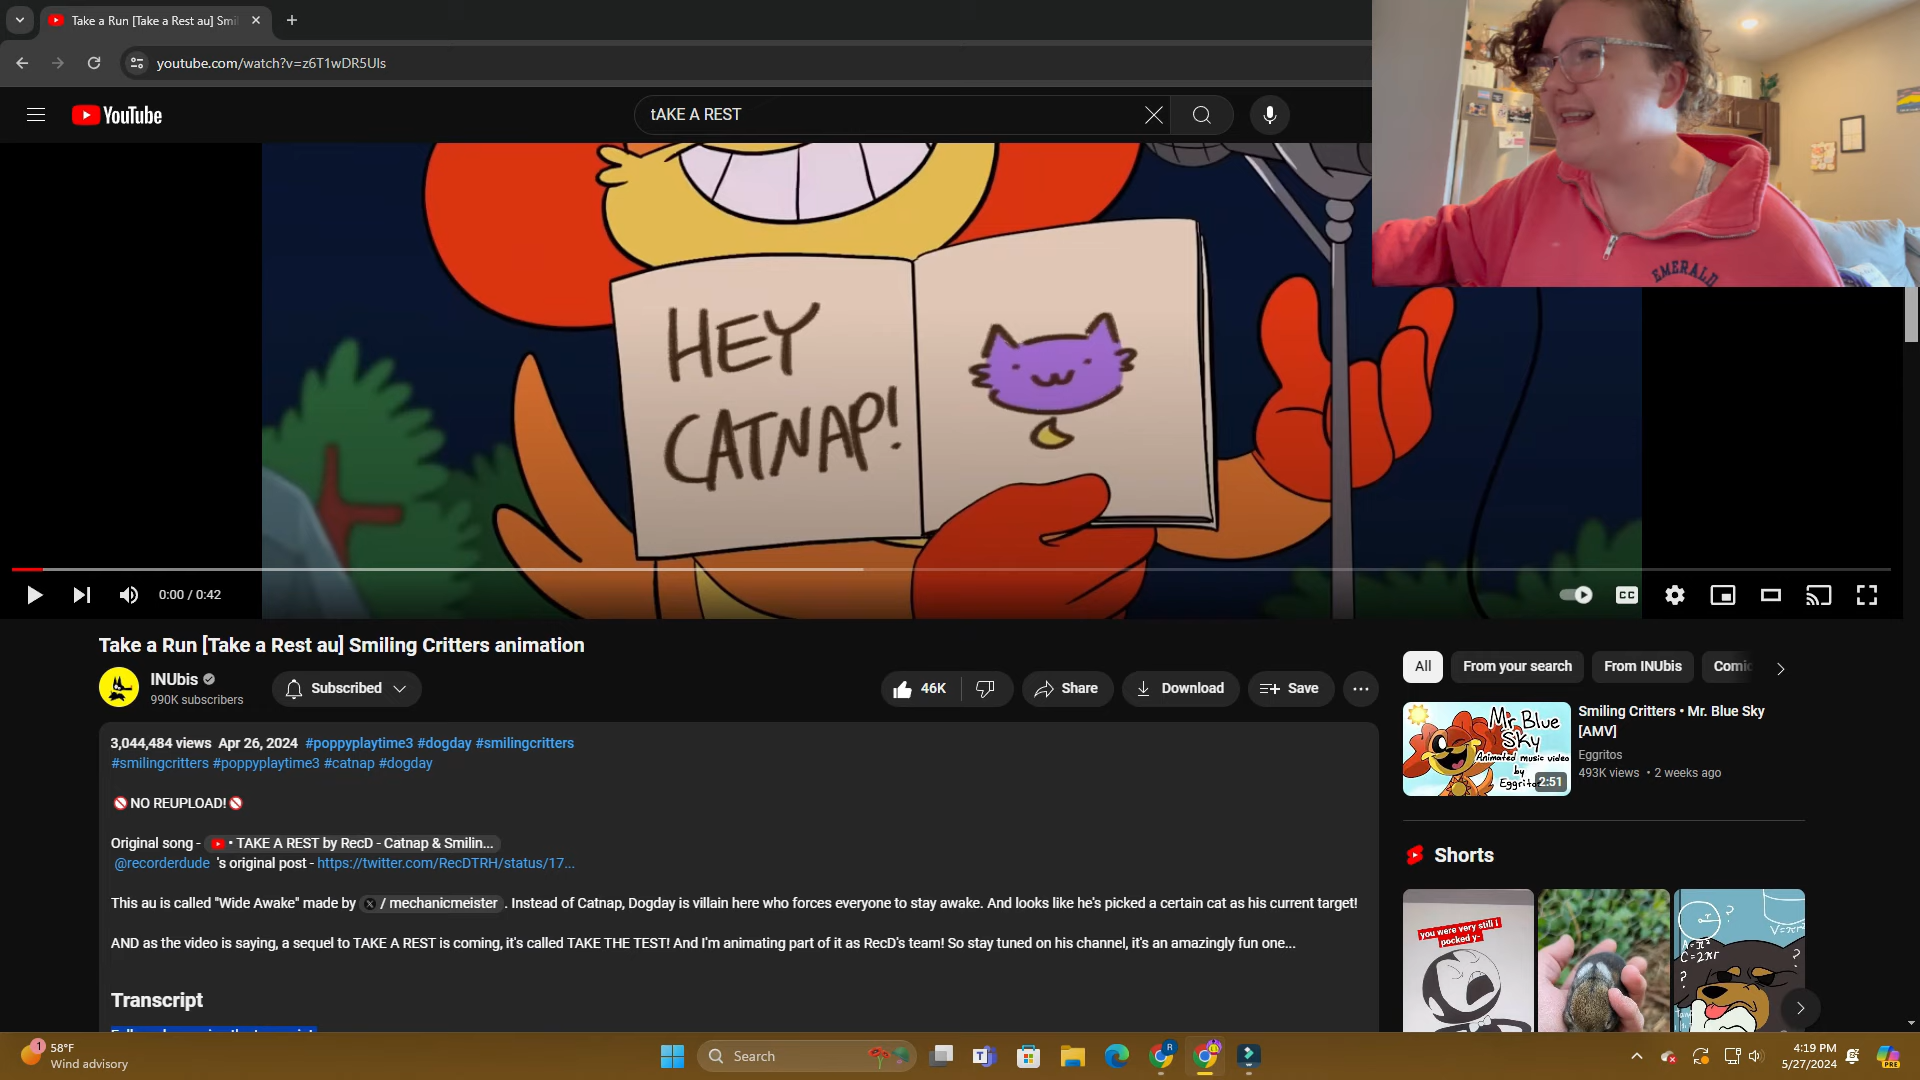 Take a Run [Take a Rest au] Smil
youtube.com/watch?v=z6T1wDR5Uls
YouTube
tAKE A REST
EMERALD
HEY
CATNAP!
0:00 / 0:42
CC
Take a Run [Take a Rest au] Smiling Critters animation
INUbis
990K subscribers
Subscribed
46K
Share
Download
Save
3,044,484 views Apr 26, 2024 #poppyplaytime3 #dogday #smilingcritters
#smilingcritters #poppyplaytime3 #catnap #dogday
🚫NO REUPLOAD!🚫
Original song - • TAKE A REST by RecD - Catnap & Smilin...
@recorderdude 's original post - https://twitter.com/RecDTRH/status/17...
This au is called "Wide Awake" made by X / mechanicmeister . Instead of Catnap, Dogday is villain here who forces everyone to stay awake. And looks like he's picked a certain cat as his current target!
AND as the video is saying, a sequel to TAKE A REST is coming, it's called TAKE THE TEST! And I'm animating part of it as RecD's team! So stay tuned on his channel, it's an amazingly fun one...
Transcript
All
From your search
From INUbis
Comic
Mr. Blue
Sky
Animated music video
by
Eggritos
2:51
Smiling Critters • Mr. Blue Sky
[AMV]
Eggritos
493K views • 2 weeks ago
Shorts
you were very still i
pocked y-
C=2πr
1
58°F
Wind advisory
Search
R
PRE
4:19 PM
5/27/2024